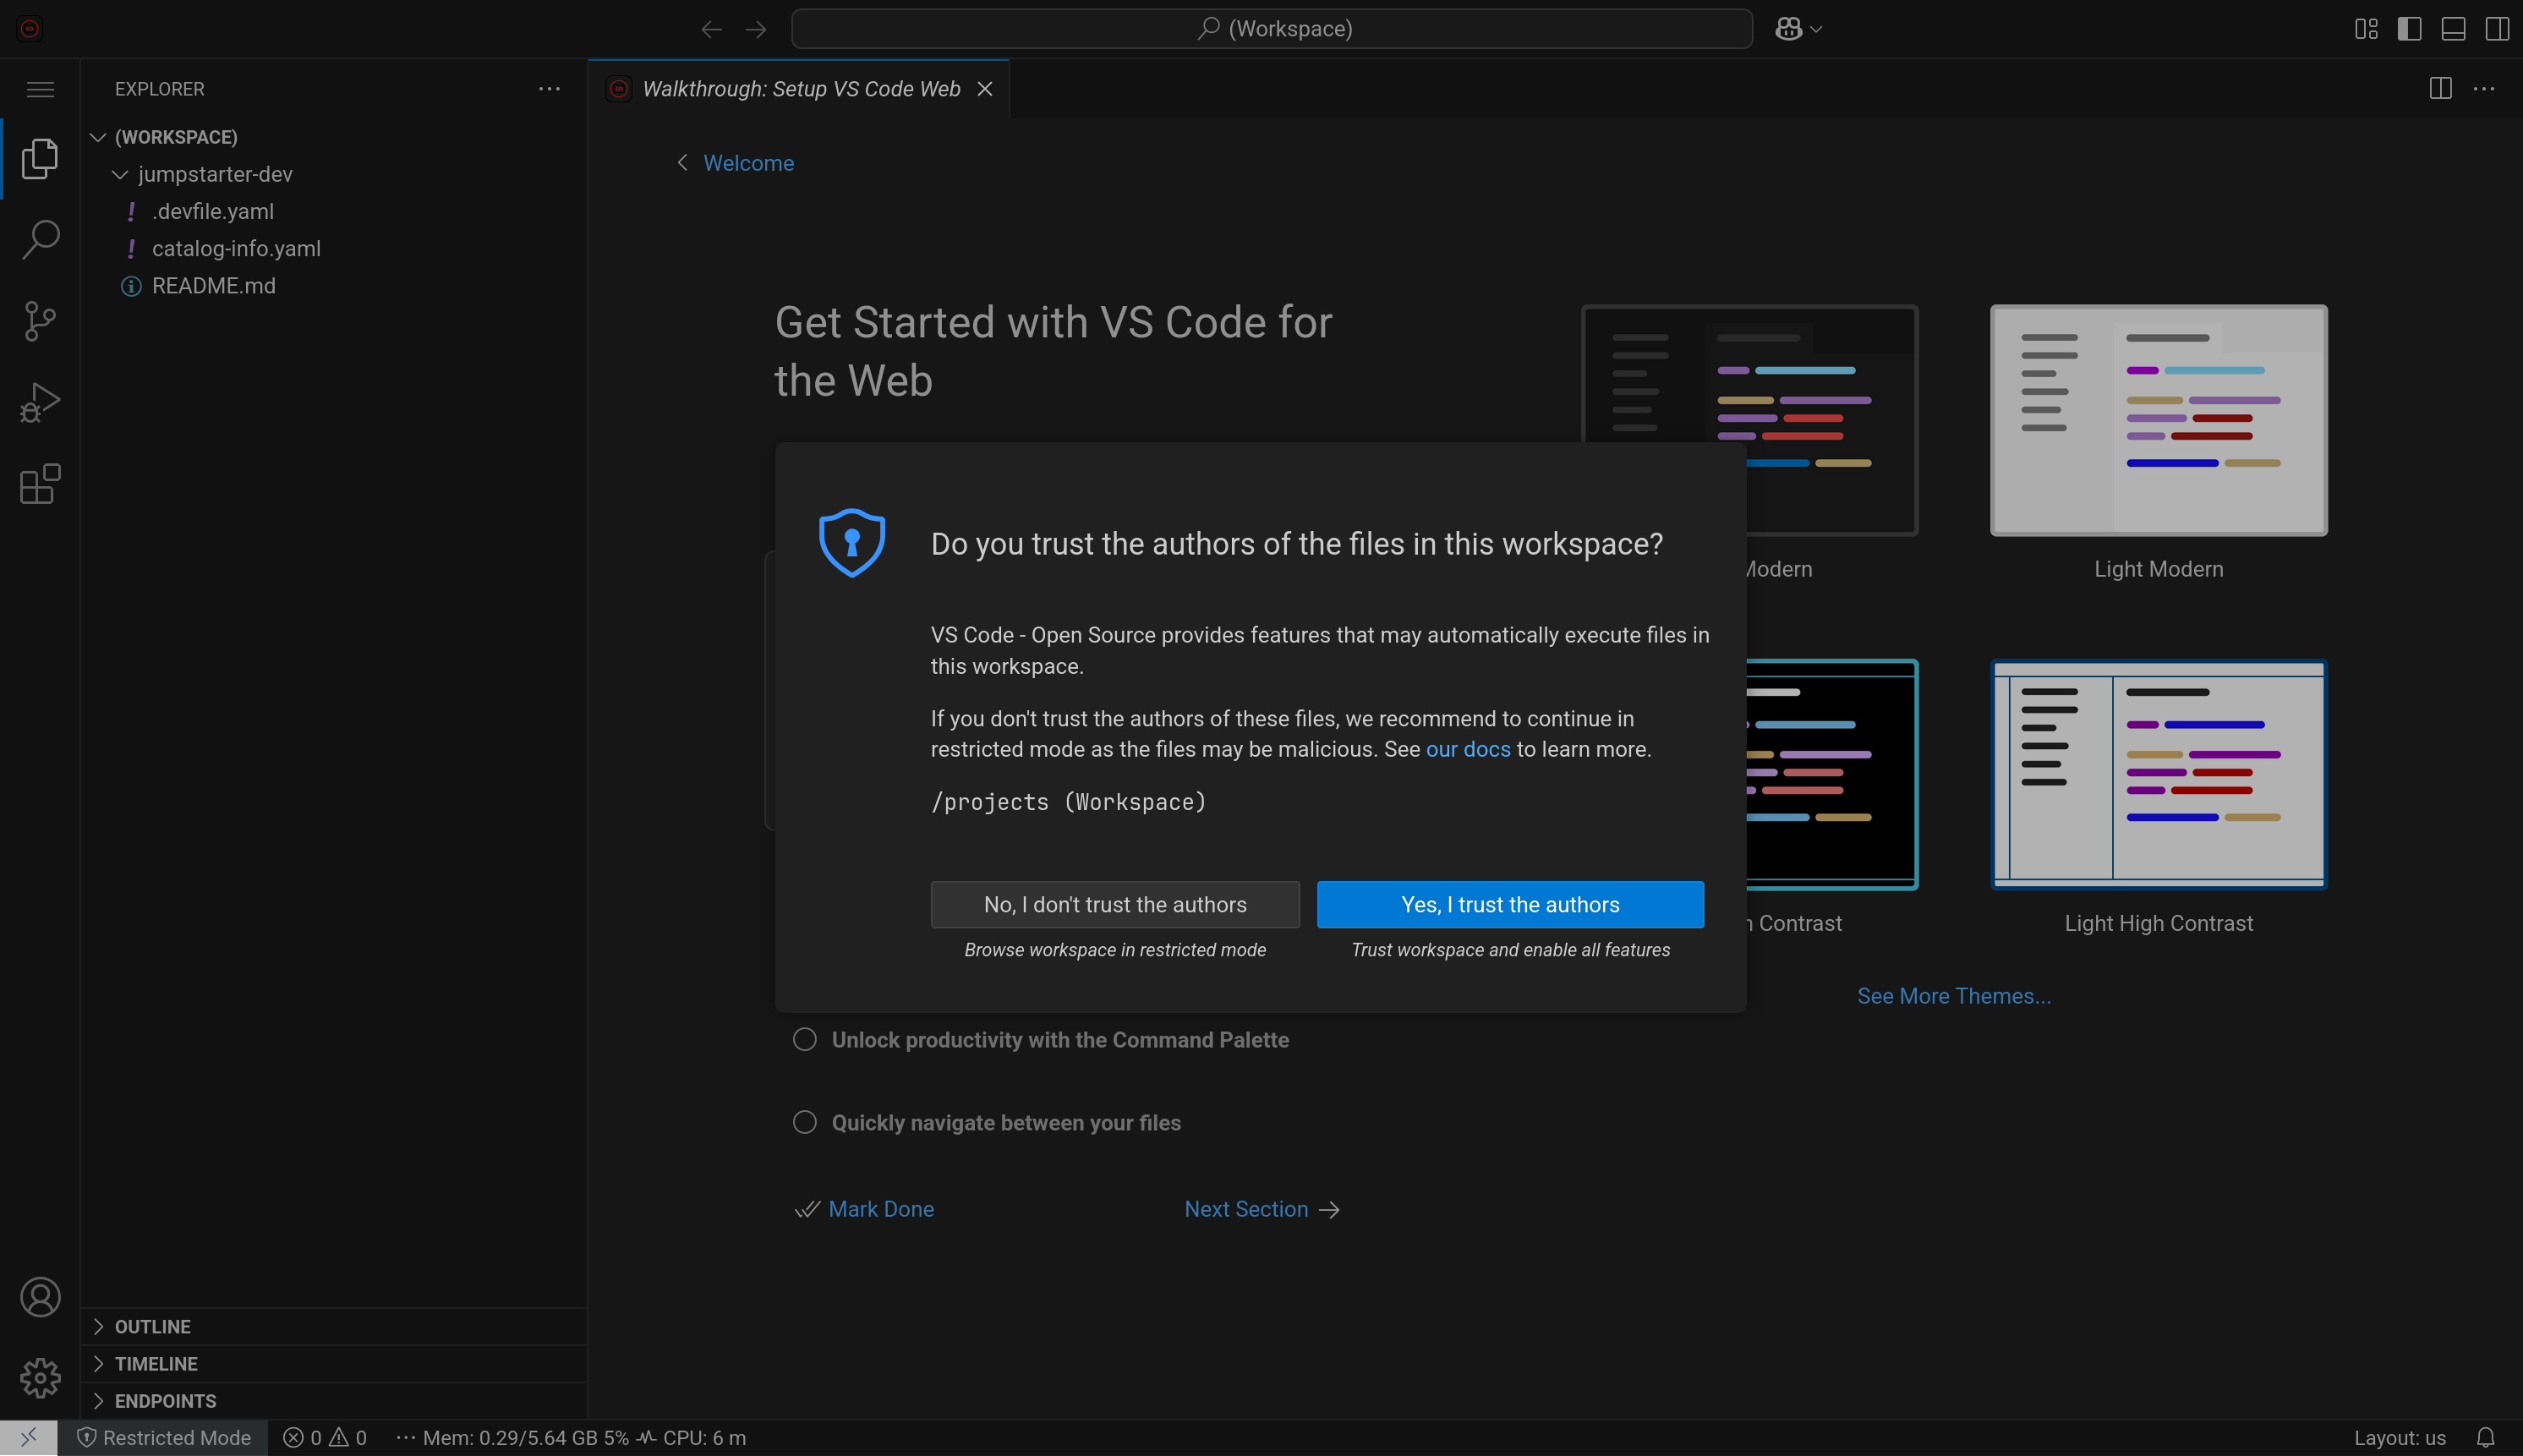 (Workspace)
EXPLORER
Walkthrough: Setup VS Code Web
(WORKSPACE)
jumpstarter-dev
! .devfile.yaml
! catalog-info.yaml
README.md
Welcome
Get Started with VS Code for
the Web
Modern
Light Modern
Contrast
Light High Contrast
See More Themes...
Do you trust the authors of the files in this workspace?
VS Code - Open Source provides features that may automatically execute files in
this workspace.
If you don't trust the authors of these files, we recommend to continue in
restricted mode as the files may be malicious. See our docs to learn more.
/projects (Workspace)
No, I don't trust the authors
Yes, I trust the authors
Browse workspace in restricted mode
Trust workspace and enable all features
Unlock productivity with the Command Palette
Quickly navigate between your files
Mark Done
Next Section
OUTLINE
TIMELINE
ENDPOINTS
Restricted Mode
0 0
Mem: 0.29/5.64 GB 5% CPU: 6 m
Layout: us